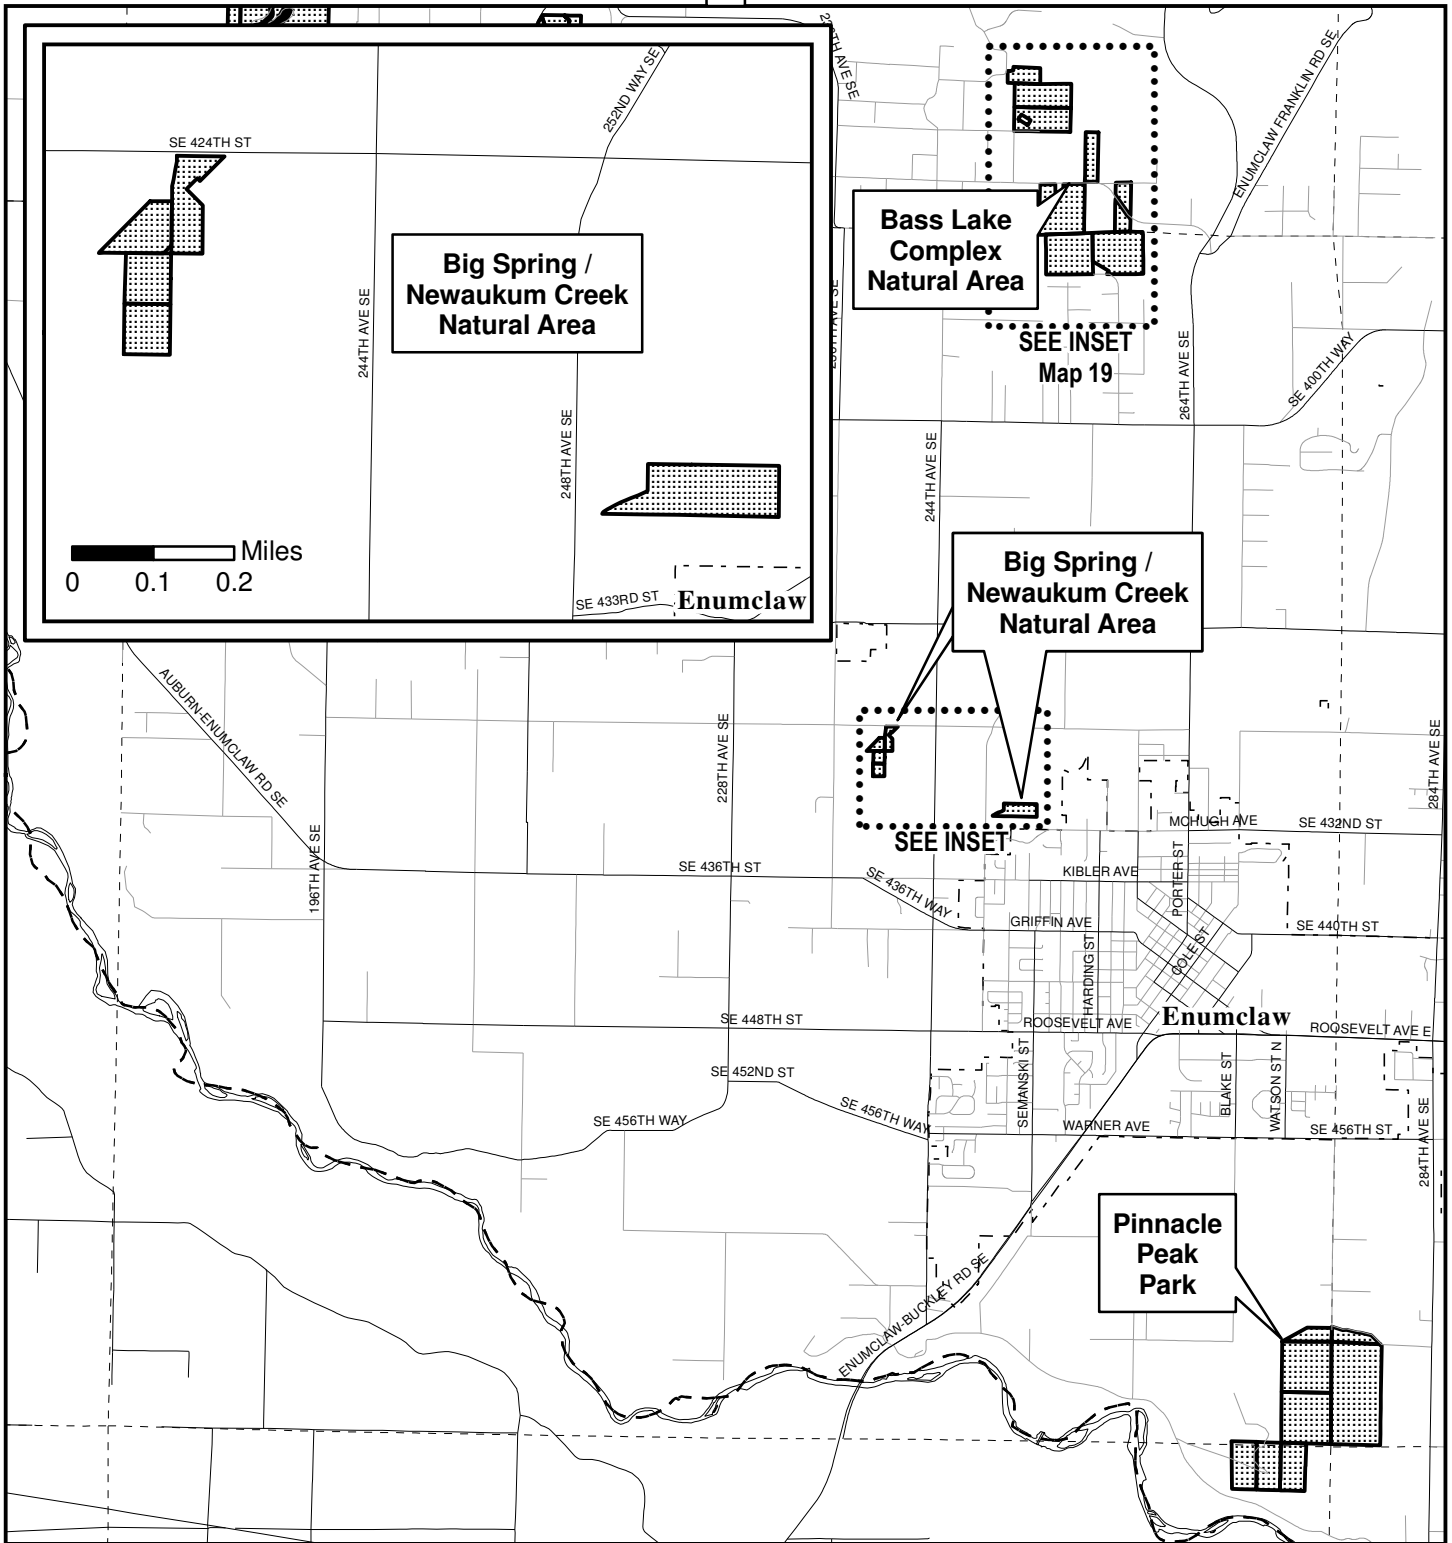 252ND WAY SE
SE 424TH ST
244TH AVE SE
248TH AVE SE
Big Spring /
Newaukum Creek
Natural Area
Miles
0 0.1 0.2
SE 433RD ST
Enumclaw
AVE SE
ENUMCLAW FRANKLIN RD SE
Bass Lake
Complex
Natural Area
SEE INSET
Map 19
264TH AVE SE
SE 400TH WAY
244TH AVE SE
Big Spring /
Newaukum Creek
Natural Area
SEE INSET
AUBURN-ENUMCLAW RD SE
196TH AVE SE
228TH AVE SE
284TH AVE SE
MCHUGH AVE
SE 432ND ST
SE 436TH ST
SE 436TH WAY
KIBLER AVE
PORTER ST
GRIFFIN AVE
SE 440TH ST
HARDING ST
COLE ST
SE 448TH ST
ROOSEVELT AVE
Enumclaw
ROOSEVELT AVE E
SE 452ND ST
SEMANSKI ST
BLAKE ST
WATSON ST N
SE 456TH WAY
SE 456TH WAY
WARNER AVE
SE 456TH ST
284TH AVE SE
Pinnacle
Peak
Park
ENUMCLAW-BUCKLEY RD SE